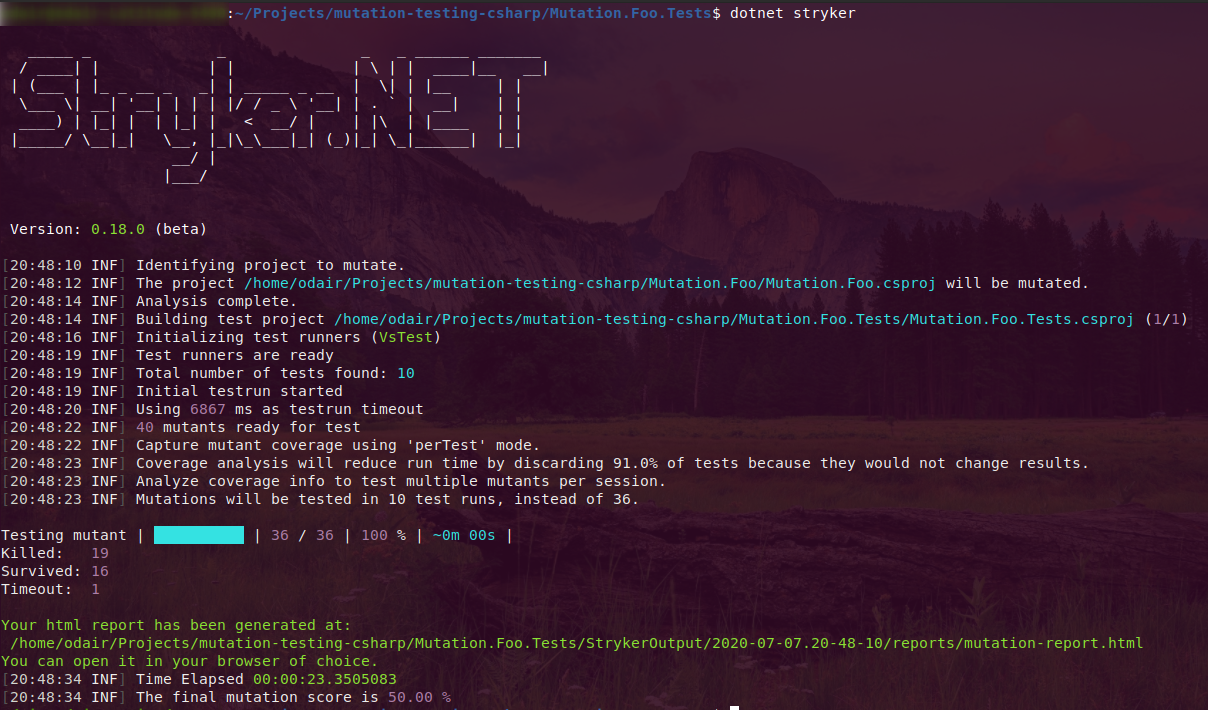 :~/Projects/mutation-testing-csharp/Mutation.Foo.Tests$ dotnet stryker
Stryker.NET
Version: 0.18.0 (beta)
[20:48:10 INF] Identifying project to mutate.
[20:48:12 INF] The project /home/odair/Projects/mutation-testing-csharp/Mutation.Foo/Mutation.Foo.csproj will be mutated.
[20:48:14 INF] Analysis complete.
[20:48:14 INF] Building test project /home/odair/Projects/mutation-testing-csharp/Mutation.Foo.Tests/Mutation.Foo.Tests.csproj (1/1)
[20:48:16 INF] Initializing test runners (VsTest)
[20:48:19 INF] Test runners are ready
[20:48:19 INF] Total number of tests found: 10
[20:48:19 INF] Initial testrun started
[20:48:20 INF] Using 6867 ms as testrun timeout
[20:48:22 INF] 40 mutants ready for test
[20:48:22 INF] Capture mutant coverage using 'perTest' mode.
[20:48:23 INF] Coverage analysis will reduce run time by discarding 91.0% of tests because they would not change results.
[20:48:23 INF] Analyze coverage info to test multiple mutants per session.
[20:48:23 INF] Mutations will be tested in 10 test runs, instead of 36.
Testing mutant | | 36 / 36 | 100 % | ~0m 00s |
Killed: 19
Survived: 16
Timeout: 1
Your html report has been generated at:
/home/odair/Projects/mutation-testing-csharp/Mutation.Foo.Tests/StrykerOutput/2020-07-07.20-48-10/reports/mutation-report.html
You can open it in your browser of choice.
[20:48:34 INF] Time Elapsed 00:00:23.3505083
[20:48:34 INF] The final mutation score is 50.00 %